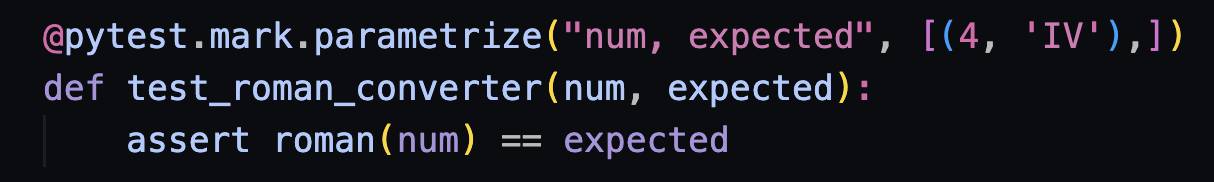 @pytest.mark.parametrize("num, expected", [(4, 'IV'),])
def test_roman_converter(num, expected):
    assert roman(num) == expected